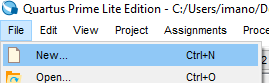 Quartus Prime Lite Edition - C:/Users/imano/D
File Edit View Project Assignments Proce
New... Ctrl+N
Open... Ctrl+O